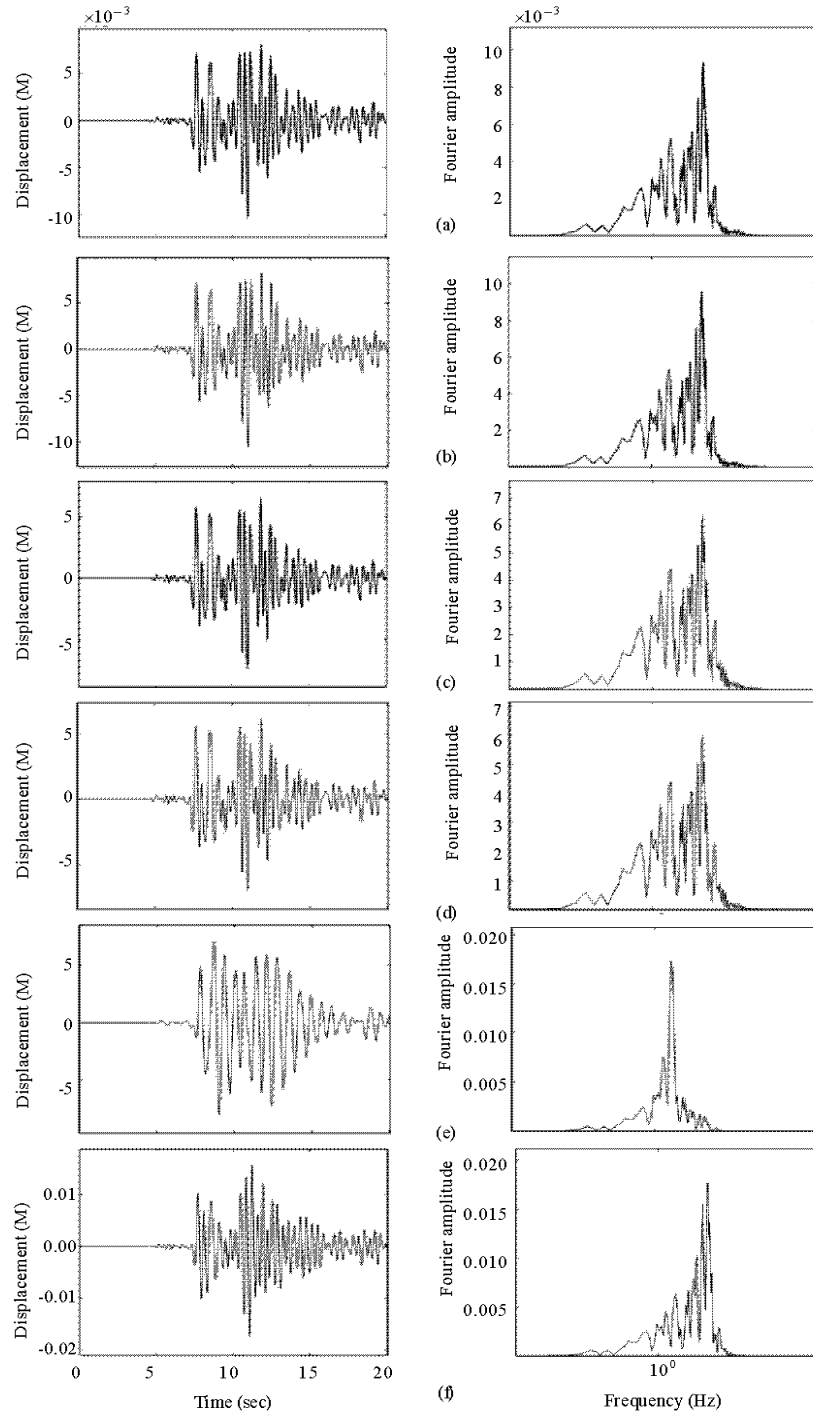 ×10⁻³
×10⁻³
Displacement (M)
5
0
-5
-10
Fourier amplitude
10
8
6
4
2
(a)
Displacement (M)
5
0
-5
-10
Fourier amplitude
10
8
6
4
2
(b)
Displacement (M)
5
0
-5
Fourier amplitude
7
6
5
4
3
2
1
(c)
Displacement (M)
5
0
-5
Fourier amplitude
7
6
5
4
3
2
1
(d)
Displacement (M)
5
0
-5
Fourier amplitude
0.020
0.015
0.010
0.005
(e)
Displacement (M)
0.01
0.00
-0.01
-0.02
0 5 10 15 20
Time (sec)
Fourier amplitude
0.020
0.015
0.010
0.005
10⁰
(f)
Frequency (Hz)